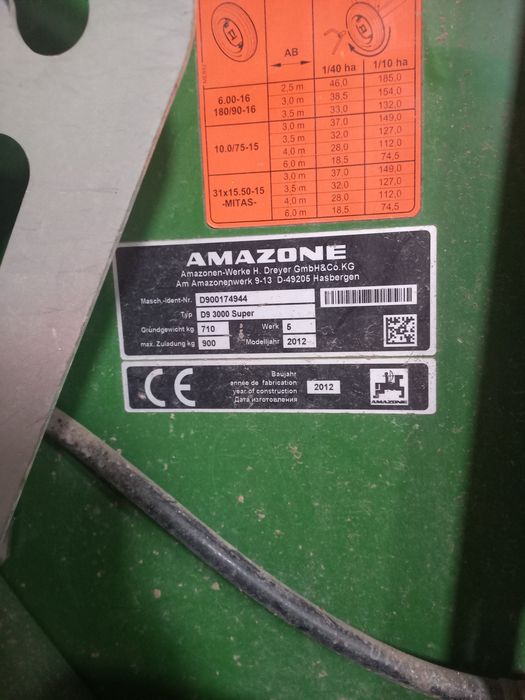 AB
1/40 ha 1/10 ha
6.00-16
180/90-16
2,5 m 46,0 185,0
3,0 m 38,5 154,0
3,5 m 33,0 132,0
10.0/75-15
3,0 m 37,0 149,0
3,5 m 32,0 127,0
4,0 m 28,0 112,0
6,0 m 18,5 74,5
31x15.50-15
-MITAS-
3,0 m 37,0 149,0
3,5 m 32,0 127,0
4,0 m 28,0 112,0
6,0 m 18,5 74,5
AMAZONE
Amazonen-Werke H. Dreyer GmbH&Co.KG
Am Amazonenwerk 9-13 D-49205 Hasbergen
Masch.-Ident-Nr. D900174944
Typ D9 3000 Super
Grundgewicht kg 710 Werk 5
max. Zuladung kg 900 Modelljahr 2012
CE
Baujahr
année de fabrication
year of construction
Дата изготовления
2012
AMAZONE